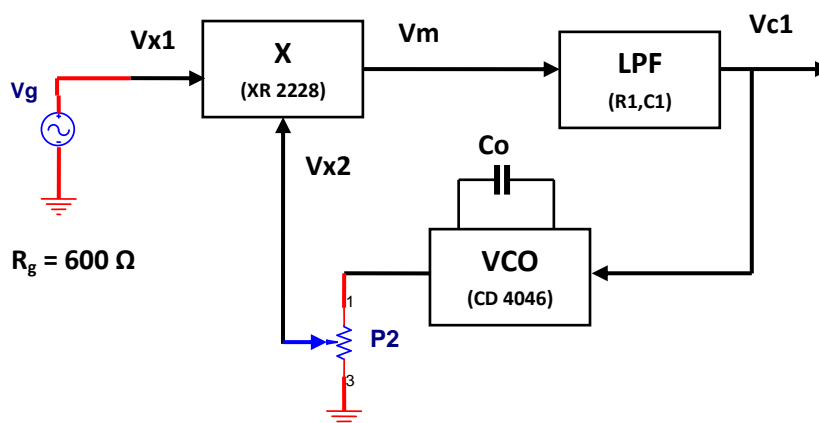 Vx1
X
(XR 2228)
Vm
LPF
(R1,C1)
Vc1
Vg
Vx2
Co
Rg = 600 Ω
VCO
(CD 4046)
1
P2
3